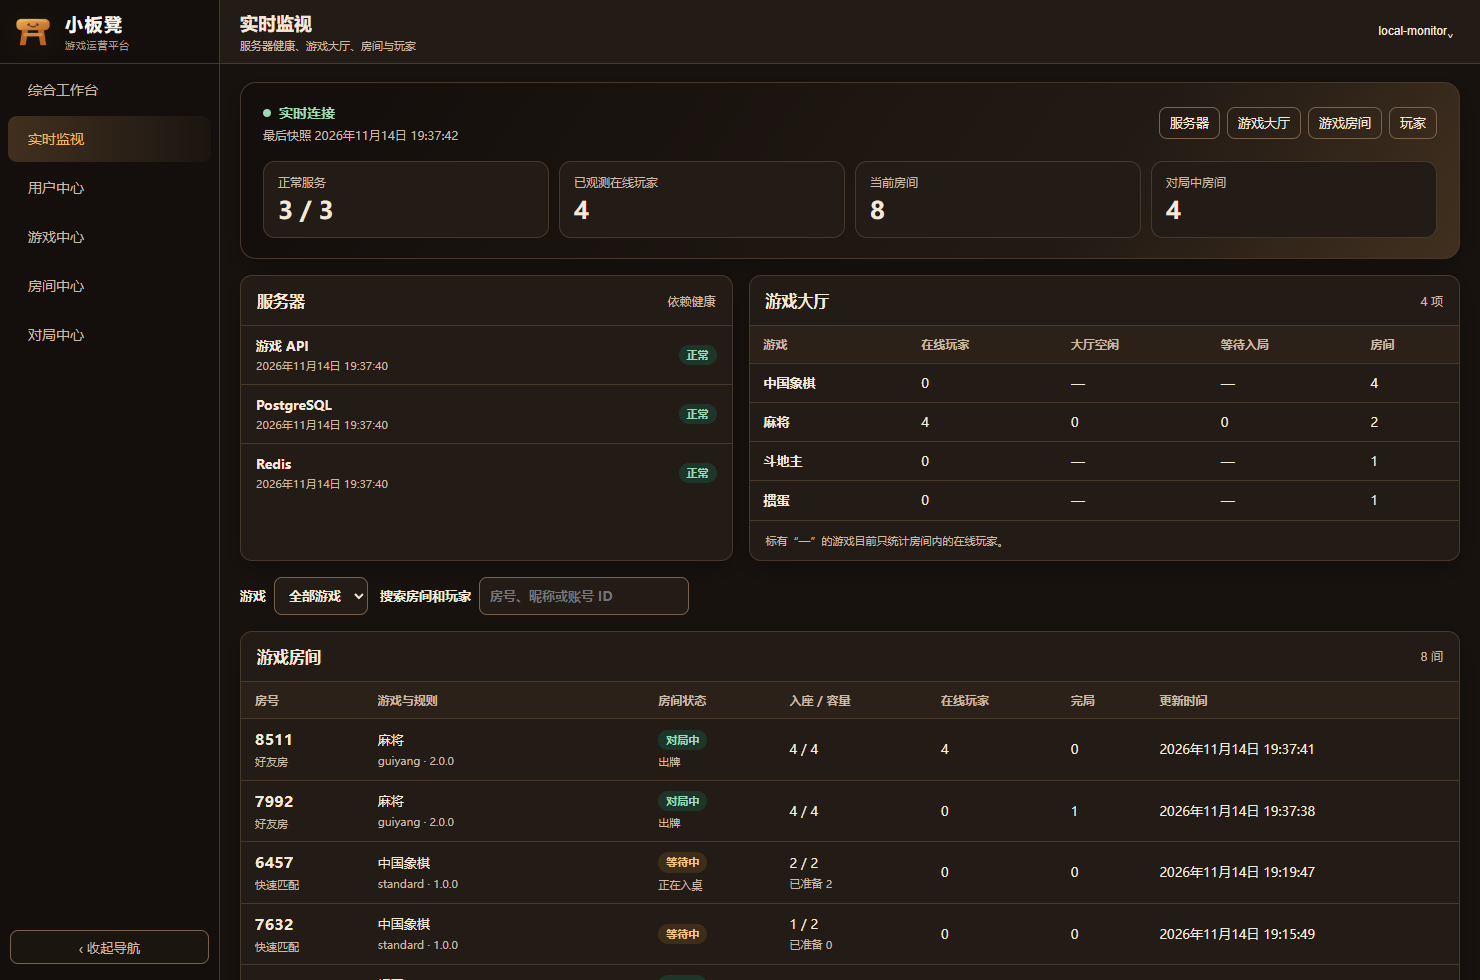 小板凳
游戏运营平台
综合工作台
实时监视
用户中心
游戏中心
房间中心
对局中心
‹ 收起导航
实时监视
服务器健康、游戏大厅、房间与玩家
local-monitor
实时连接
最后快照 2026年11月14日 19:37:42
服务器 游戏大厅 游戏房间 玩家
正常服务
3 / 3
已观测在线玩家
4
当前房间
8
对局中房间
4
服务器 依赖健康
游戏 API
2026年11月14日 19:37:40
正常
PostgreSQL
2026年11月14日 19:37:40
正常
Redis
2026年11月14日 19:37:40
正常
游戏大厅 4 项
游戏 在线玩家 大厅空闲 等待入局 房间
中国象棋 0 — — 4
麻将 4 0 0 2
斗地主 0 — — 1
掼蛋 0 — — 1
标有“—”的游戏目前只统计房间内的在线玩家。
游戏 全部游戏 搜索房间和玩家 房号、昵称或账号 ID
游戏房间 8 间
房号 游戏与规则 房间状态 入座 / 容量 在线玩家 完局 更新时间
8511 麻将 对局中 4 / 4 4 0 2026年11月14日 19:37:41
好友房 guiyang · 2.0.0 出牌
7992 麻将 对局中 4 / 4 0 1 2026年11月14日 19:37:38
好友房 guiyang · 2.0.0 出牌
6457 中国象棋 等待中 2 / 2 0 0 2026年11月14日 19:19:47
快速匹配 standard · 1.0.0 正在入桌 已准备 2
7632 中国象棋 等待中 1 / 2 0 0 2026年11月14日 19:15:49
快速匹配 standard · 1.0.0 已准备 0